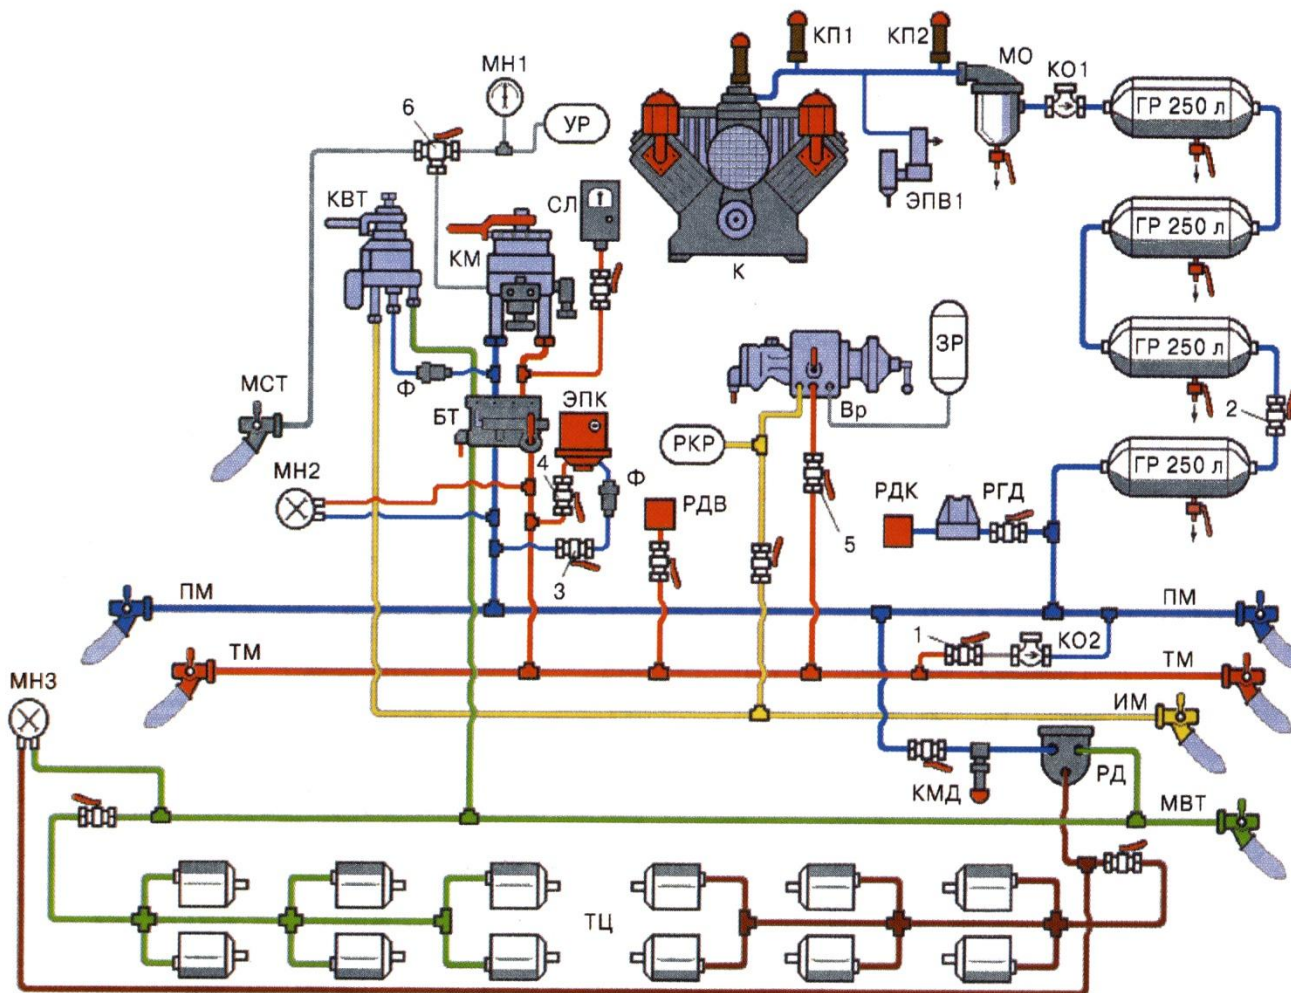 КП1
КП2
МО
КО1
ГР 250 л
МН1
6
УР
КВТ
СЛ
КМ
К
ЭПВ1
ГР 250 л
ЗР
ГР 250 л
МСТ
Ф
БТ
ЭПК
Вр
2
РКР
ГР 250 л
МН2
4
Ф
РДВ
5
РДК
РГД
3
ПМ
ПМ
1
КО2
ТМ
ТМ
МН3
ИМ
КМД
РД
МВТ
ТЦ